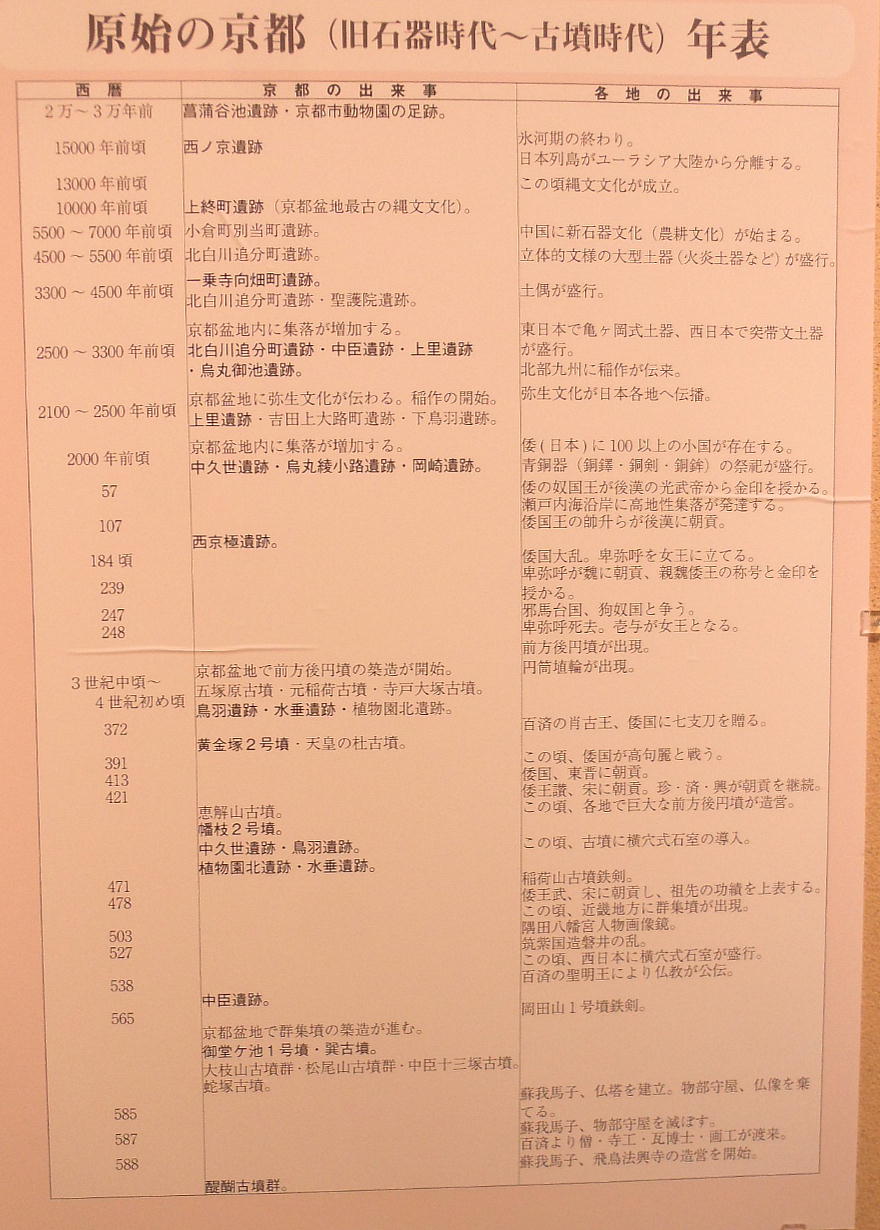 原始の京都（旧石器時代～古墳時代）年表
西暦 京都の出来事 各地の出来事
２万～３万年前 菖蒲谷池遺跡・京都市動物園の足跡。
氷河期の終わり。
15000年前頃 西ノ京遺跡
日本列島がユーラシア大陸から分離する。
13000年前頃 この頃縄文文化が成立。
10000年前頃 上終町遺跡（京都盆地最古の縄文文化）。
5500～7000年前頃 小倉町別当町遺跡。 中国に新石器文化（農耕文化）が始まる。
4500～5500年前頃 北白川追分町遺跡。 立体的文様の大型土器（火炎土器など）が盛行。
一乗寺向畑町遺跡。
3300～4500年前頃 土偶が盛行。
北白川追分町遺跡・聖護院遺跡。
京都盆地内に集落が増加する。 東日本で亀ヶ岡式土器、西日本で突帯文土器
2500～3300年前頃 北白川追分町遺跡・中臣遺跡・上里遺跡 が盛行。
・烏丸御池遺跡。 北部九州に稲作が伝来。
京都盆地に弥生文化が伝わる。稲作の開始。 弥生文化が日本各地へ伝播。
2100～2500年前頃 上里遺跡・吉田上大路町遺跡・下鳥羽遺跡。
京都盆地内に集落が増加する。 倭(日本)に100以上の小国が存在する。
2000年前頃 中久世遺跡・烏丸綾小路遺跡・岡崎遺跡。 青銅器（銅鐸・銅剣・銅鉾）の祭祀が盛行。
57 倭の奴国王が後漢の光武帝から金印を授かる。
瀬戸内海沿岸に高地性集落が発達する。
107 倭国王の帥升らが後漢に朝貢。
西京極遺跡。
184頃 倭国大乱。卑弥呼を女王に立てる。
239 卑弥呼が魏に朝貢、親魏倭王の称号と金印を
授かる。
247 邪馬台国、狗奴国と争う。
248 卑弥呼死去。壱与が女王となる。
前方後円墳が出現。
京都盆地で前方後円墳の築造が開始。 円筒埴輪が出現。
３世紀中頃～ 五塚原古墳・元稲荷古墳・寺戸大塚古墳。
４世紀初め頃 鳥羽遺跡・水垂遺跡・植物園北遺跡。
372 百済の肖古王、倭国に七支刀を贈る。
黄金塚２号墳・天皇の杜古墳。
391 この頃、倭国が高句麗と戦う。
413 倭国、東晋に朝貢。
421 倭王讃、宋に朝貢。珍・済・興が朝貢を継続。
恵解山古墳。 この頃、各地で巨大な前方後円墳が造営。
幡枝２号墳。
中久世遺跡・鳥羽遺跡。 この頃、古墳に横穴式石室の導入。
植物園北遺跡・水垂遺跡。
471 稲荷山古墳鉄剣。
478 倭王武、宋に朝貢し、祖先の功績を上表する。
この頃、近畿地方に群集墳が出現。
503 隅田八幡宮人物画像鏡。
527 筑紫国造磐井の乱。
この頃、西日本に横穴式石室が盛行。
538 百済の聖明王により仏教が公伝。
中臣遺跡。
565 岡田山１号墳鉄剣。
京都盆地で群集墳の築造が進む。
御堂ケ池１号墳・巽古墳。
大枝山古墳群・松尾山古墳群・中臣十三塚古墳。
蛇塚古墳。
585 蘇我馬子、仏塔を建立。物部守屋、仏像を棄
てる。
587 蘇我馬子、物部守屋を滅ぼす。
588 百済より僧・寺工・瓦博士・画工が渡来。
蘇我馬子、飛鳥法興寺の造営を開始。
醍醐古墳群。